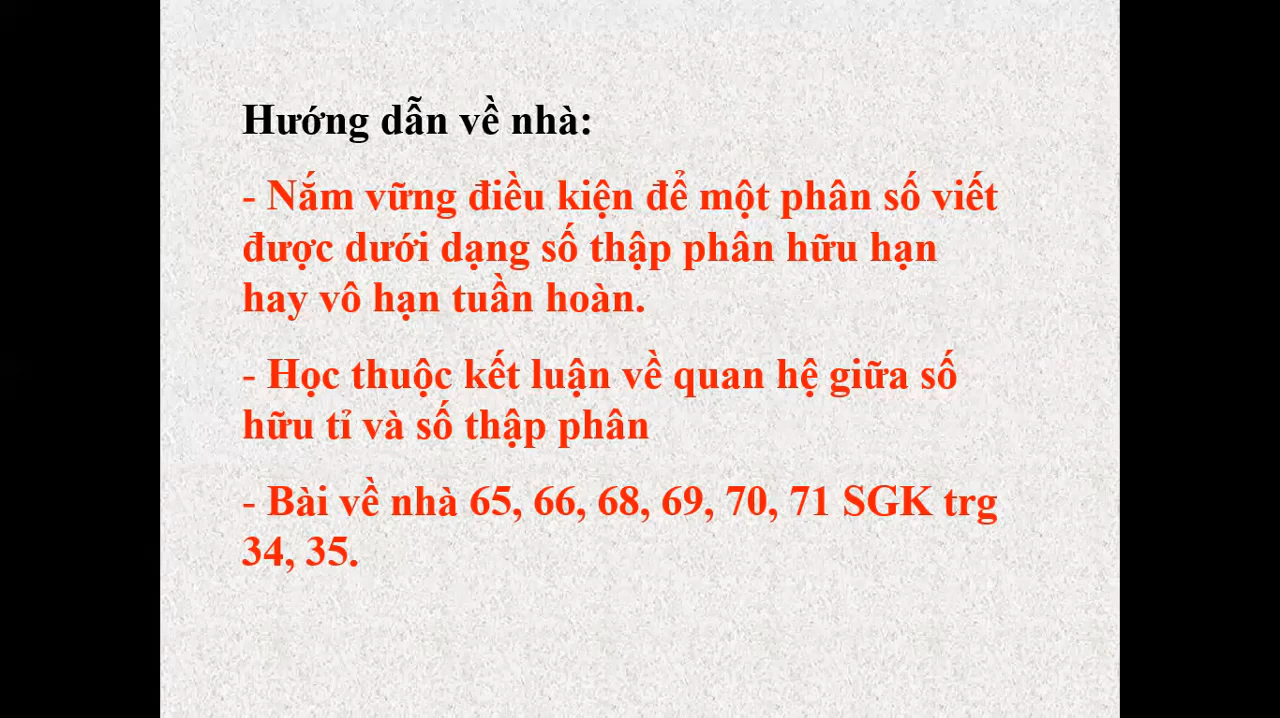 Hướng dẫn về nhà:
- Nắm vững điều kiện để một phân số viết
được dưới dạng số thập phân hữu hạn
hay vô hạn tuần hoàn.
- Học thuộc kết luận về quan hệ giữa số
hữu tỉ và số thập phân
- Bài về nhà 65, 66, 68, 69, 70, 71 SGK trg
34, 35.